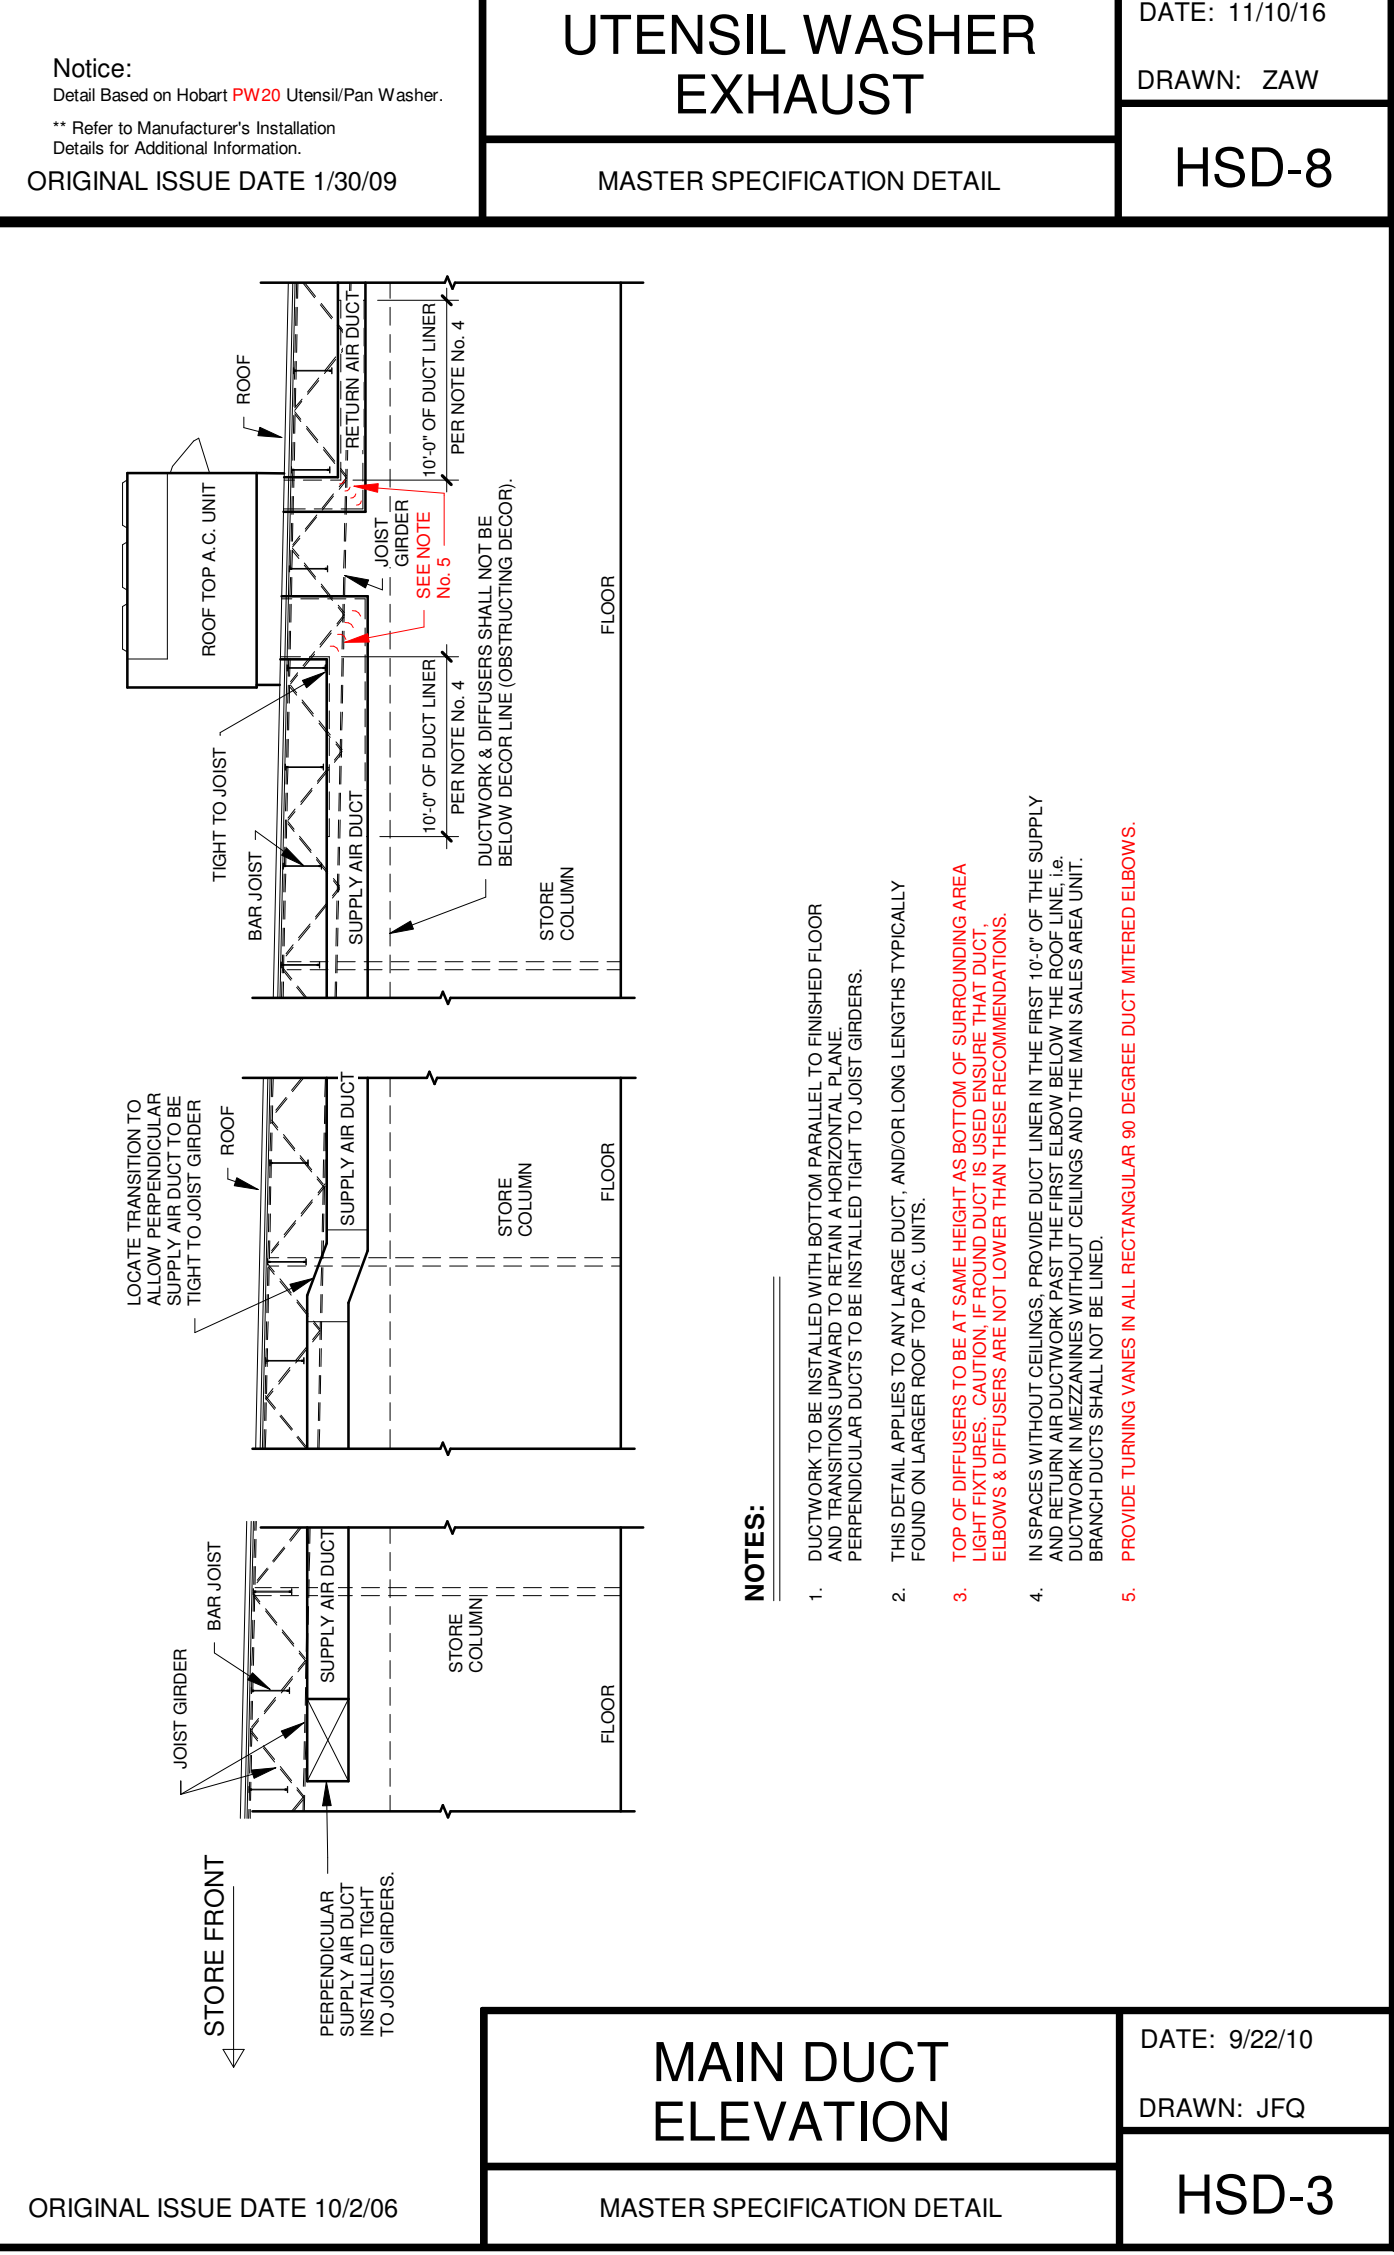 Notice:
Detail Based on Hobart PW20 Utensil/Pan Washer.
** Refer to Manufacturer's Installation
Details for Additional Information.
ORIGINAL ISSUE DATE 1/30/09
UTENSIL WASHER
EXHAUST
MASTER SPECIFICATION DETAIL
DATE: 11/10/16
DRAWN: ZAW
HSD-8
STORE FRONT
JOIST GIRDER
BAR JOIST
SUPPLY AIR DUCT
PERPENDICULAR
SUPPLY AIR DUCT
INSTALLED TIGHT
TO JOIST GIRDERS.
STORE
COLUMN
FLOOR
LOCATE TRANSITION TO
ALLOW PERPENDICULAR
SUPPLY AIR DUCT TO BE
TIGHT TO JOIST GIRDER
ROOF
SUPPLY AIR DUCT
STORE
COLUMN
FLOOR
ROOF TOP A.C. UNIT
ROOF
TIGHT TO JOIST
BAR JOIST
SUPPLY AIR DUCT
RETURN AIR DUCT
JOIST
GIRDER
SEE NOTE
No. 5
10'-0" OF DUCT LINER
PER NOTE No. 4
10'-0" OF DUCT LINER
PER NOTE No. 4
DUCTWORK & DIFFUSERS SHALL NOT BE
BELOW DECOR LINE (OBSTRUCTING DECOR).
STORE
COLUMN
FLOOR
NOTES:
1. DUCTWORK TO BE INSTALLED WITH BOTTOM PARALLEL TO FINISHED FLOOR
AND TRANSITIONS UPWARD TO RETAIN A HORIZONTAL PLANE.
PERPENDICULAR DUCTS TO BE INSTALLED TIGHT TO JOIST GIRDERS.
2. THIS DETAIL APPLIES TO ANY LARGE DUCT, AND/OR LONG LENGTHS TYPICALLY
FOUND ON LARGER ROOF TOP A.C. UNITS.
3. TOP OF DIFFUSERS TO BE AT SAME HEIGHT AS BOTTOM OF SURROUNDING AREA
LIGHT FIXTURES. CAUTION, IF ROUND DUCT IS USED ENSURE THAT DUCT,
ELBOWS & DIFFUSERS ARE NOT LOWER THAN THESE RECOMMENDATIONS.
4. IN SPACES WITHOUT CEILINGS, PROVIDE DUCT LINER IN THE FIRST 10'-0" OF THE SUPPLY
AND RETURN AIR DUCTWORK PAST THE FIRST ELBOW BELOW THE ROOF LINE, i.e.
DUCTWORK IN MEZZANINES WITHOUT CEILINGS AND THE MAIN SALES AREA UNIT.
BRANCH DUCTS SHALL NOT BE LINED.
5. PROVIDE TURNING VANES IN ALL RECTANGULAR 90 DEGREE DUCT MITERED ELBOWS.
ORIGINAL ISSUE DATE 10/2/06
MAIN DUCT
ELEVATION
MASTER SPECIFICATION DETAIL
DATE: 9/22/10
DRAWN: JFQ
HSD-3